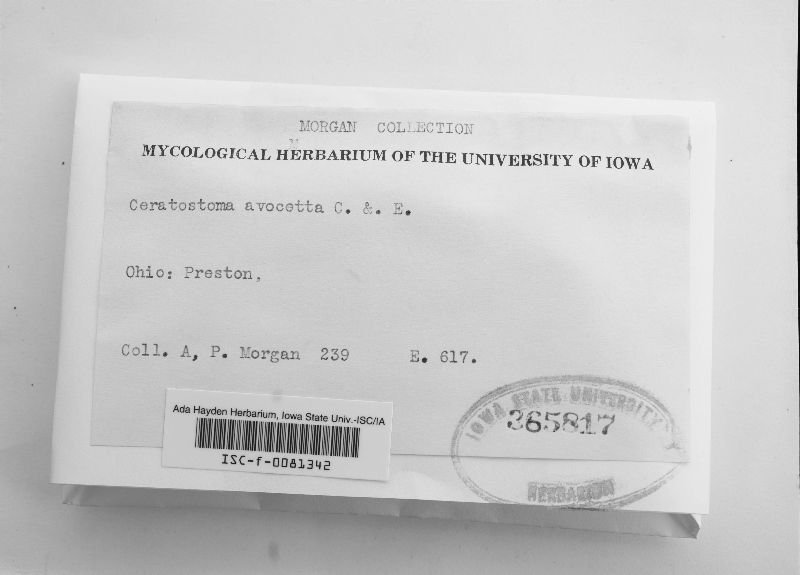 MORGAN COLLECTION
MYCOLOGICAL HERBARIUM OF THE UNIVERSITY OF IOWA
Ceratostoma avocetta C. &. E.
Ohio: Preston,
Coll. A, P. Morgan 239 E. 617.
Ada Hayden Herbarium, Iowa State Univ.-ISC/IA
ISC-f-0081342
IOWA STATE UNIVERSITY
365817
HERBARIUM